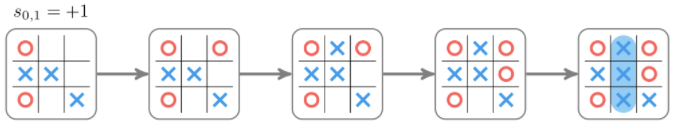 s_{0,1} = +1